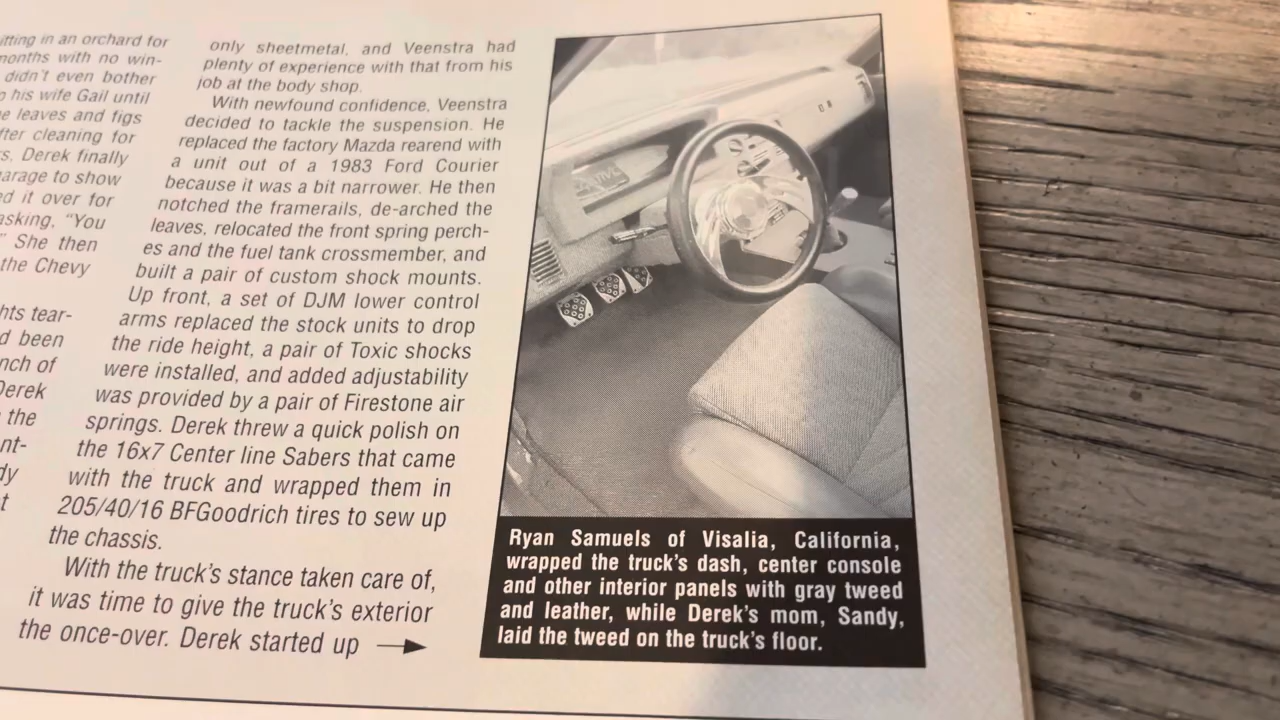 itting in an orchard for
months with no win-
didn't even bother
his wife Gail until
leaves and figs
fter cleaning for
Derek finally
arage to show
ed it over for
asking. "You
" She then
the Chevy
hts tear-
d been
nch of
Derek
the
nt-
dy
t
only sheetmetal, and Veenstra had
plenty of experience with that from his
job at the body shop.
With newfound confidence, Veenstra
decided to tackle the suspension. He
replaced the factory Mazda rearend with
a unit out of a 1983 Ford Courier
because it was a bit narrower. He then
notched the framerails, de-arched the
leaves, relocated the front spring perch-
es and the fuel tank crossmember, and
built a pair of custom shock mounts.
Up front, a set of DJM lower control
arms replaced the stock units to drop
the ride height, a pair of Toxic shocks
were installed, and added adjustability
was provided by a pair of Firestone air
springs. Derek threw a quick polish on
the 16x7 Center line Sabers that came
with the truck and wrapped them in
205/40/16 BFGoodrich tires to sew up
the chassis.
With the truck's stance taken care of,
it was time to give the truck's exterior
the once-over. Derek started up
Ryan Samuels of Visalia, California,
wrapped the truck's dash, center console
and other interior panels with gray tweed
and leather, while Derek's mom, Sandy,
laid the tweed on the truck's floor.